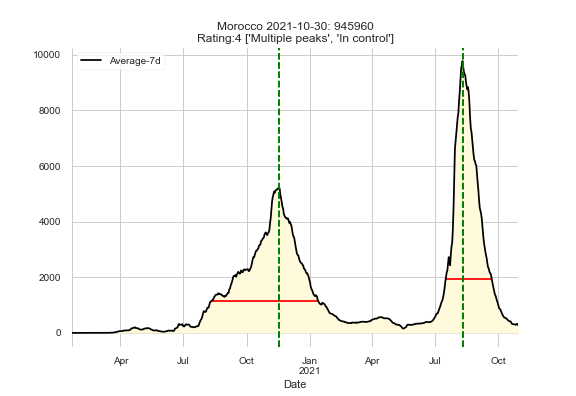 Morocco 2021-10-30: 945960
Rating:4 ['Multiple peaks', 'In control']
Average-7d
10000
8000
6000
4000
2000
0
Apr Jul Oct Jan Apr Jul Oct
2021
Date